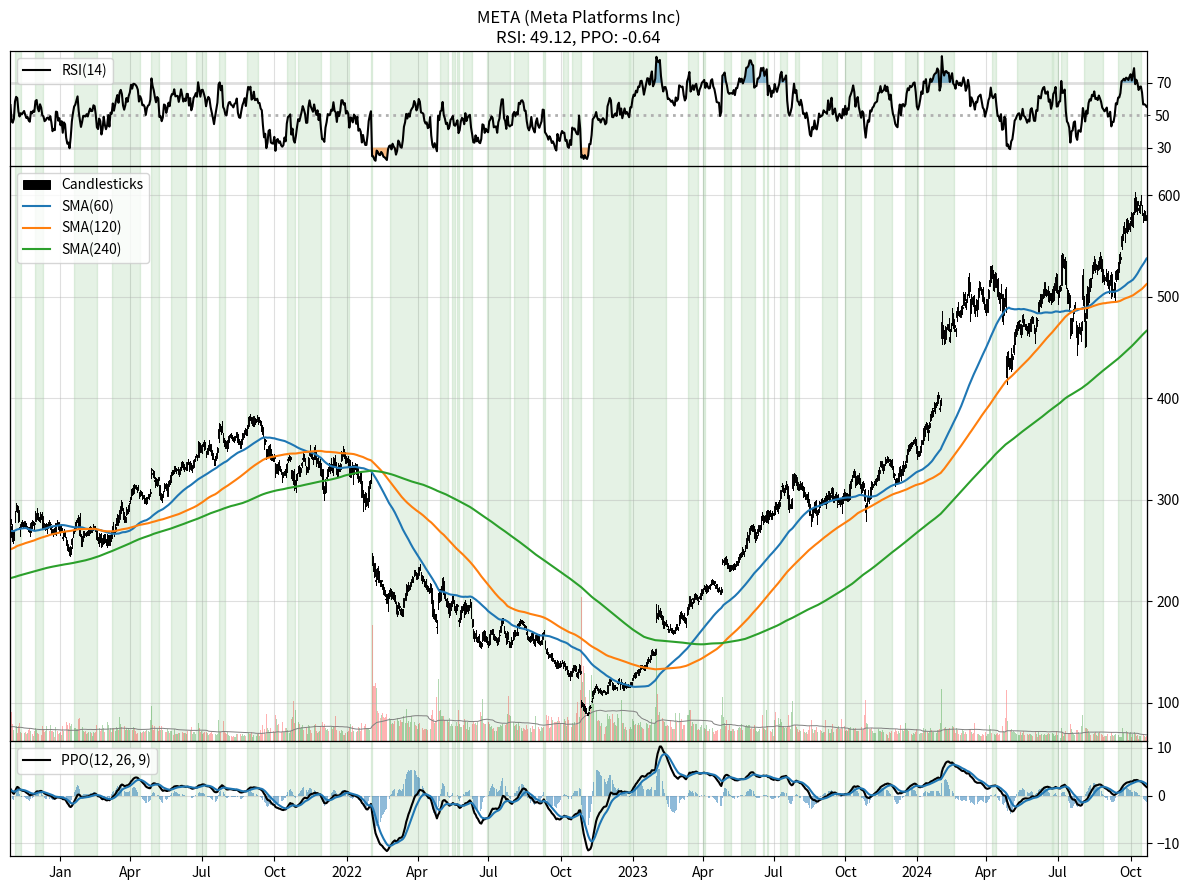 META (Meta Platforms Inc)
RSI: 49.12, PPO: -0.64
RSI(14)
70
50
30
Candlesticks
SMA(60)
SMA(120)
SMA(240)
600
500
400
300
200
100
PPO(12, 26, 9)
10
0
−10
Jan Apr Jul Oct 2022 Apr Jul Oct 2023 Apr Jul Oct 2024 Apr Jul Oct